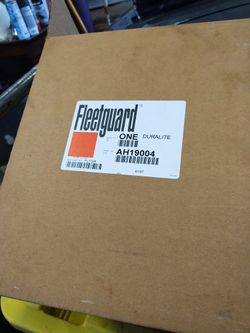 Fleetguard
ONE DURALITE
AH19004